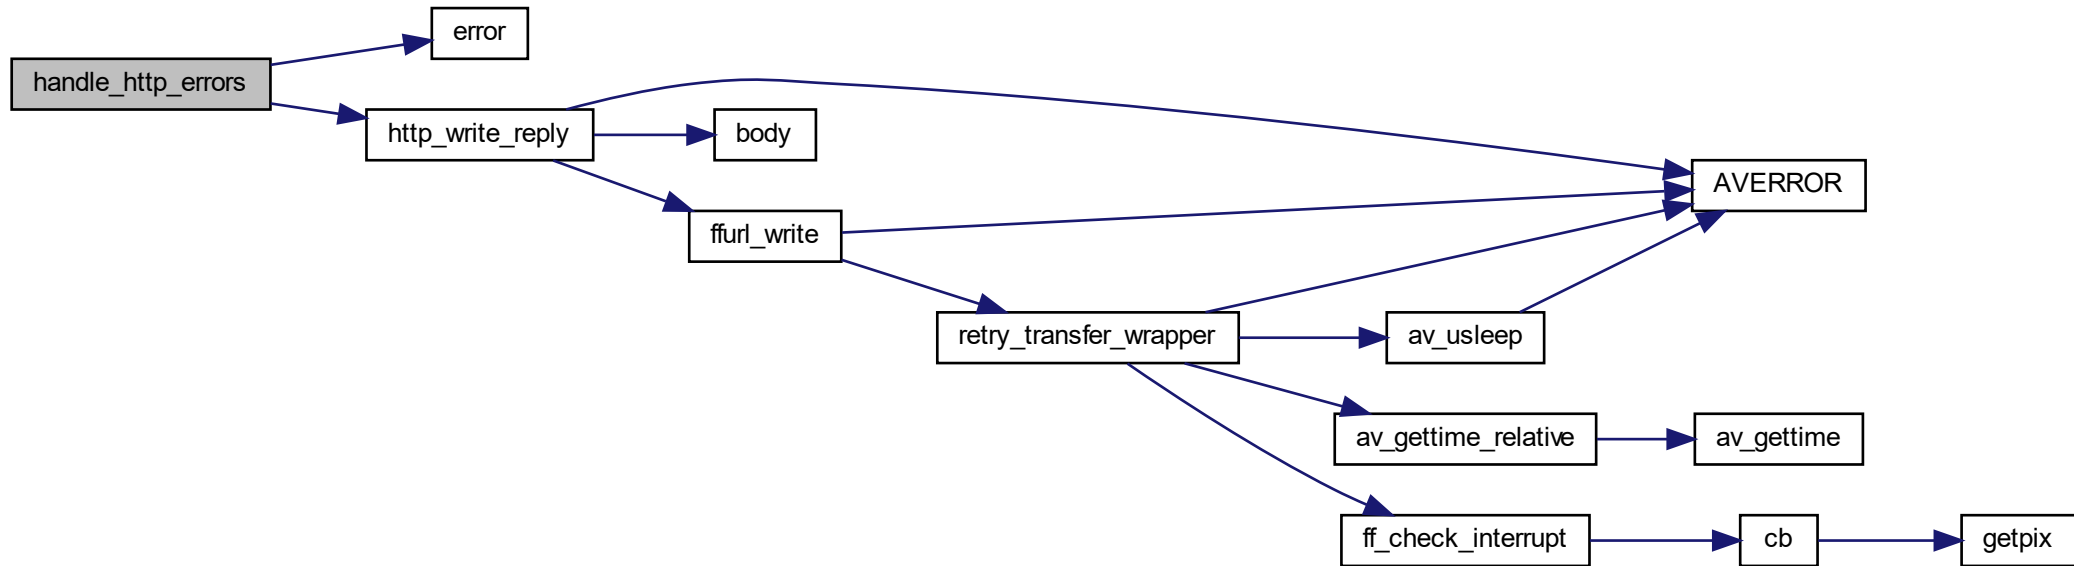 error
handle_http_errors
http_write_reply
body
AVERROR
ffurl_write
retry_transfer_wrapper
av_usleep
av_gettime_relative
av_gettime
ff_check_interrupt
cb
getpix